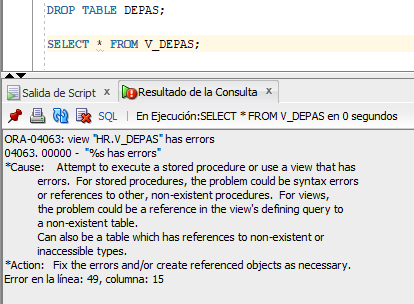 DROP TABLE DEPAS;
SELECT * FROM V_DEPAS;
Salida de Script x Resultado de la Consulta x
SQL | En Ejecución:SELECT * FROM V_DEPAS en 0 segundos
ORA-04063: view "HR.V_DEPAS" has errors
04063. 00000 - "%s has errors"
*Cause: Attempt to execute a stored procedure or use a view that has
errors. For stored procedures, the problem could be syntax errors
or references to other, non-existent procedures. For views,
the problem could be a reference in the view's defining query to
a non-existent table.
Can also be a table which has references to non-existent or
inaccessible types.
*Action: Fix the errors and/or create referenced objects as necessary.
Error en la línea: 49, columna: 15